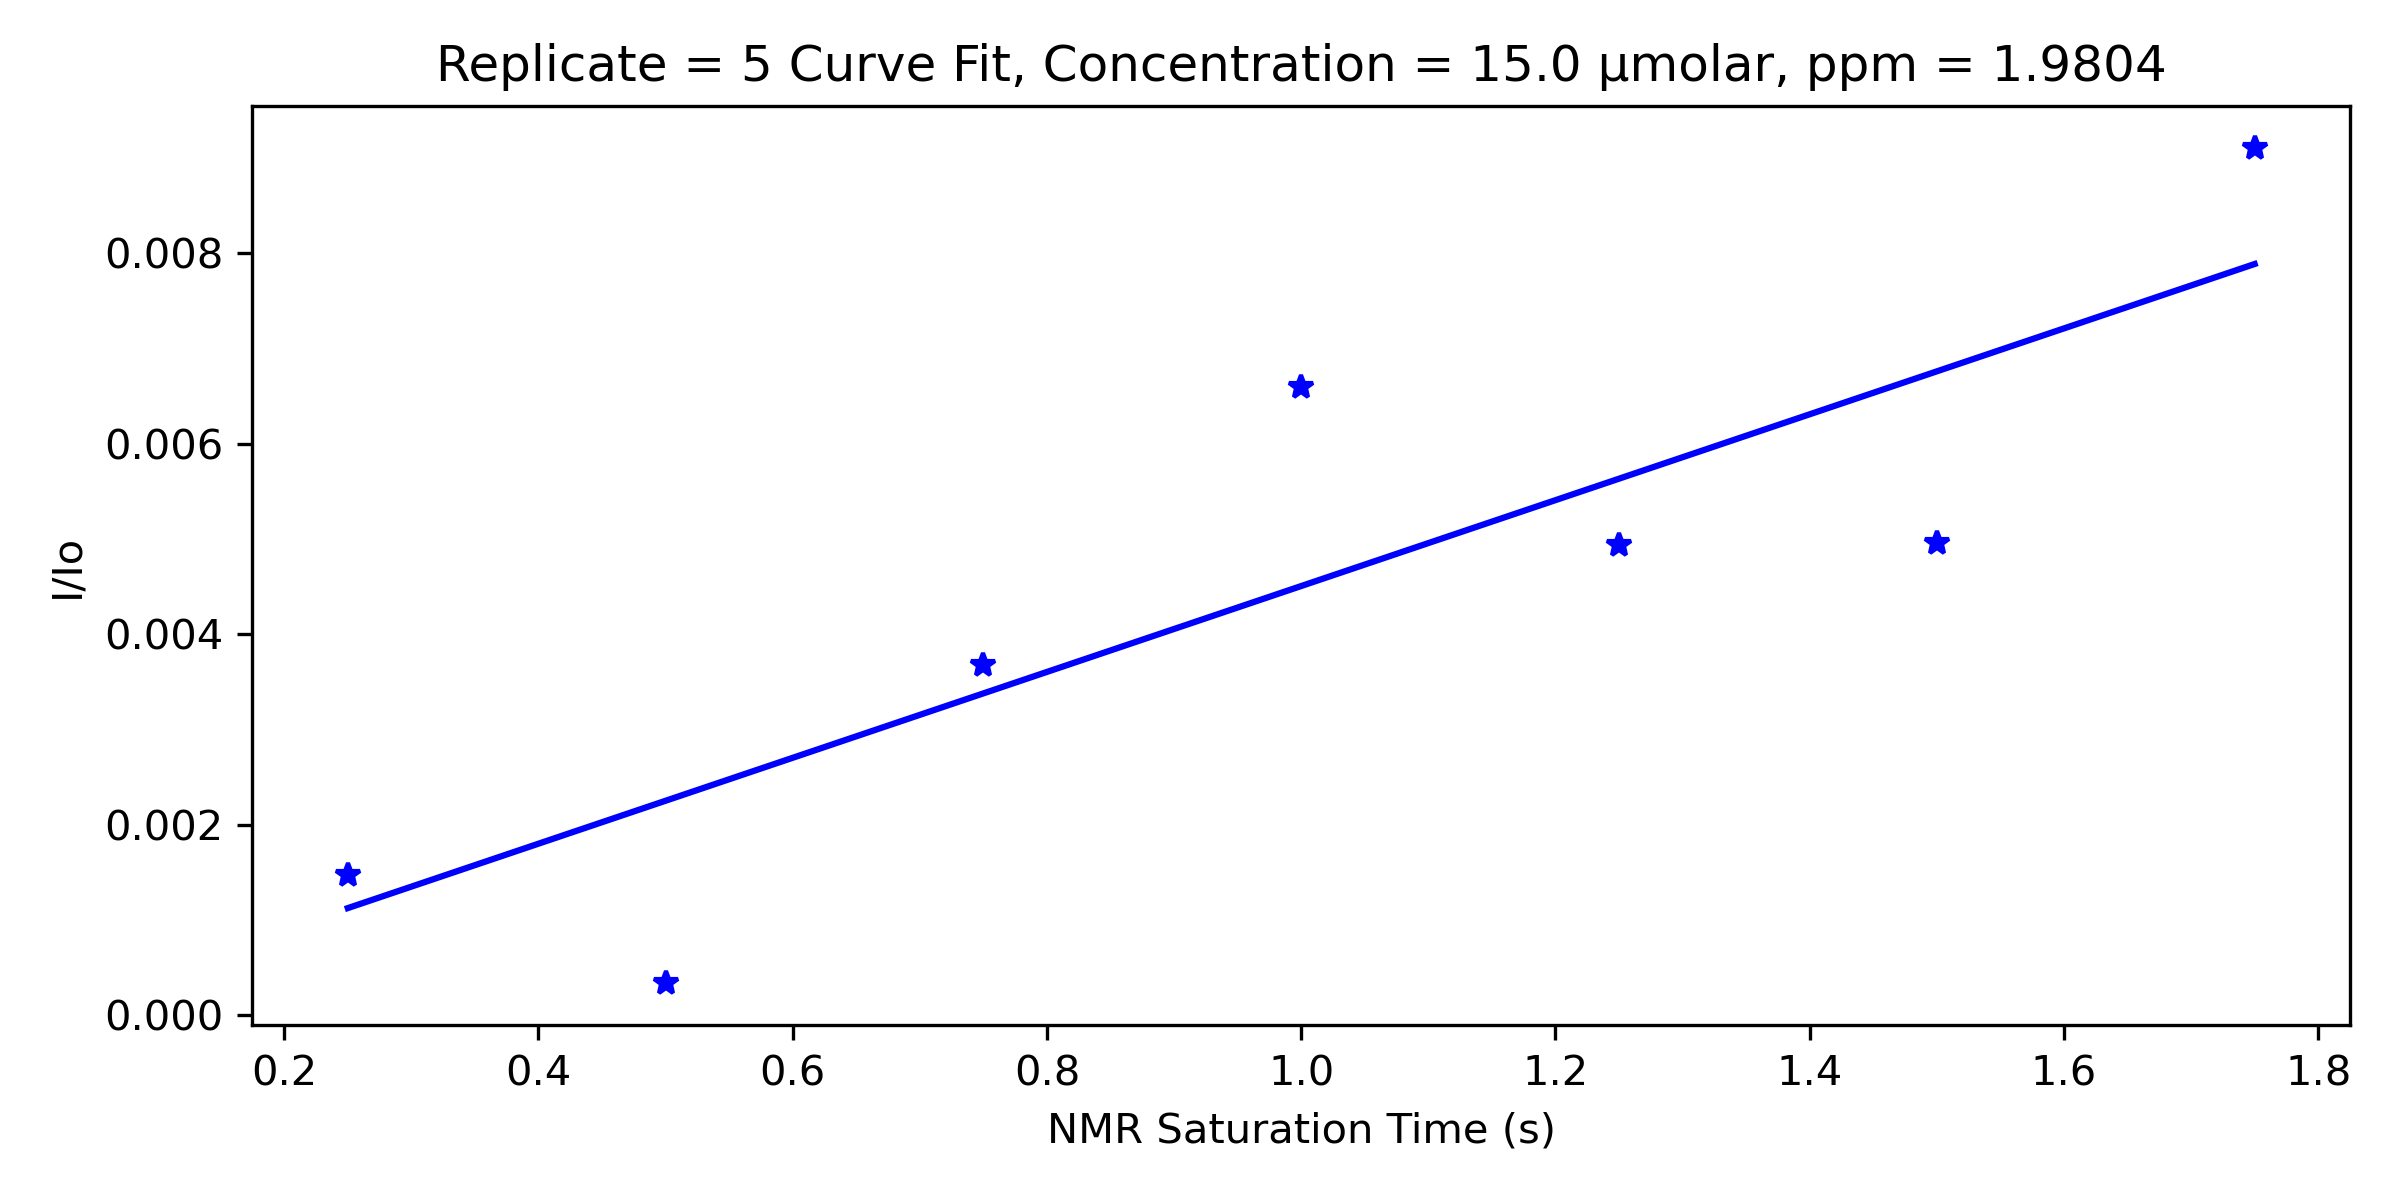 Replicate = 5 Curve Fit, Concentration = 15.0 µmolar, ppm = 1.9804
0.008
0.006
0.004
0.002
0.000
I/Io
0.2 0.4 0.6 0.8 1.0 1.2 1.4 1.6 1.8
NMR Saturation Time (s)